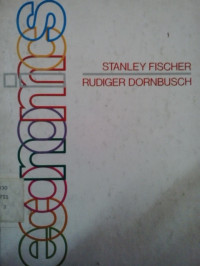 STANLEY FISCHER
RUDIGER DORNBUSCH
economics